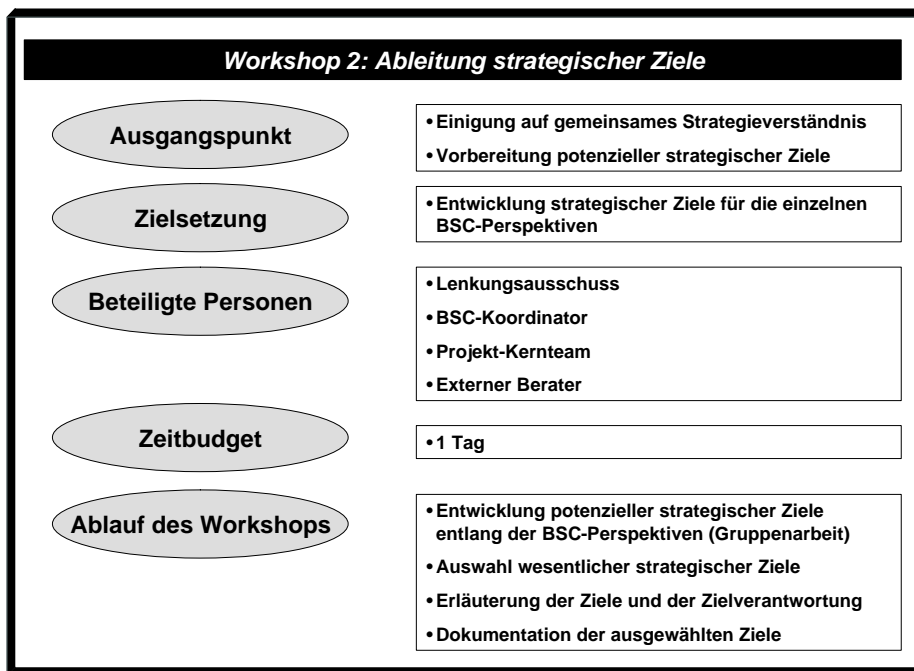 Workshop 2: Ableitung strategischer Ziele
Ausgangspunkt
• Einigung auf gemeinsames Strategieverständnis
• Vorbereitung potenzieller strategischer Ziele
Zielsetzung
• Entwicklung strategischer Ziele für die einzelnen
BSC-Perspektiven
Beteiligte Personen
• Lenkungsausschuss
• BSC-Koordinator
• Projekt-Kernteam
• Externer Berater
Zeitbudget
• 1 Tag
Ablauf des Workshops
• Entwicklung potenzieller strategischer Ziele
entlang der BSC-Perspektiven (Gruppenarbeit)
• Auswahl wesentlicher strategischer Ziele
• Erläuterung der Ziele und der Zielverantwortung
• Dokumentation der ausgewählten Ziele